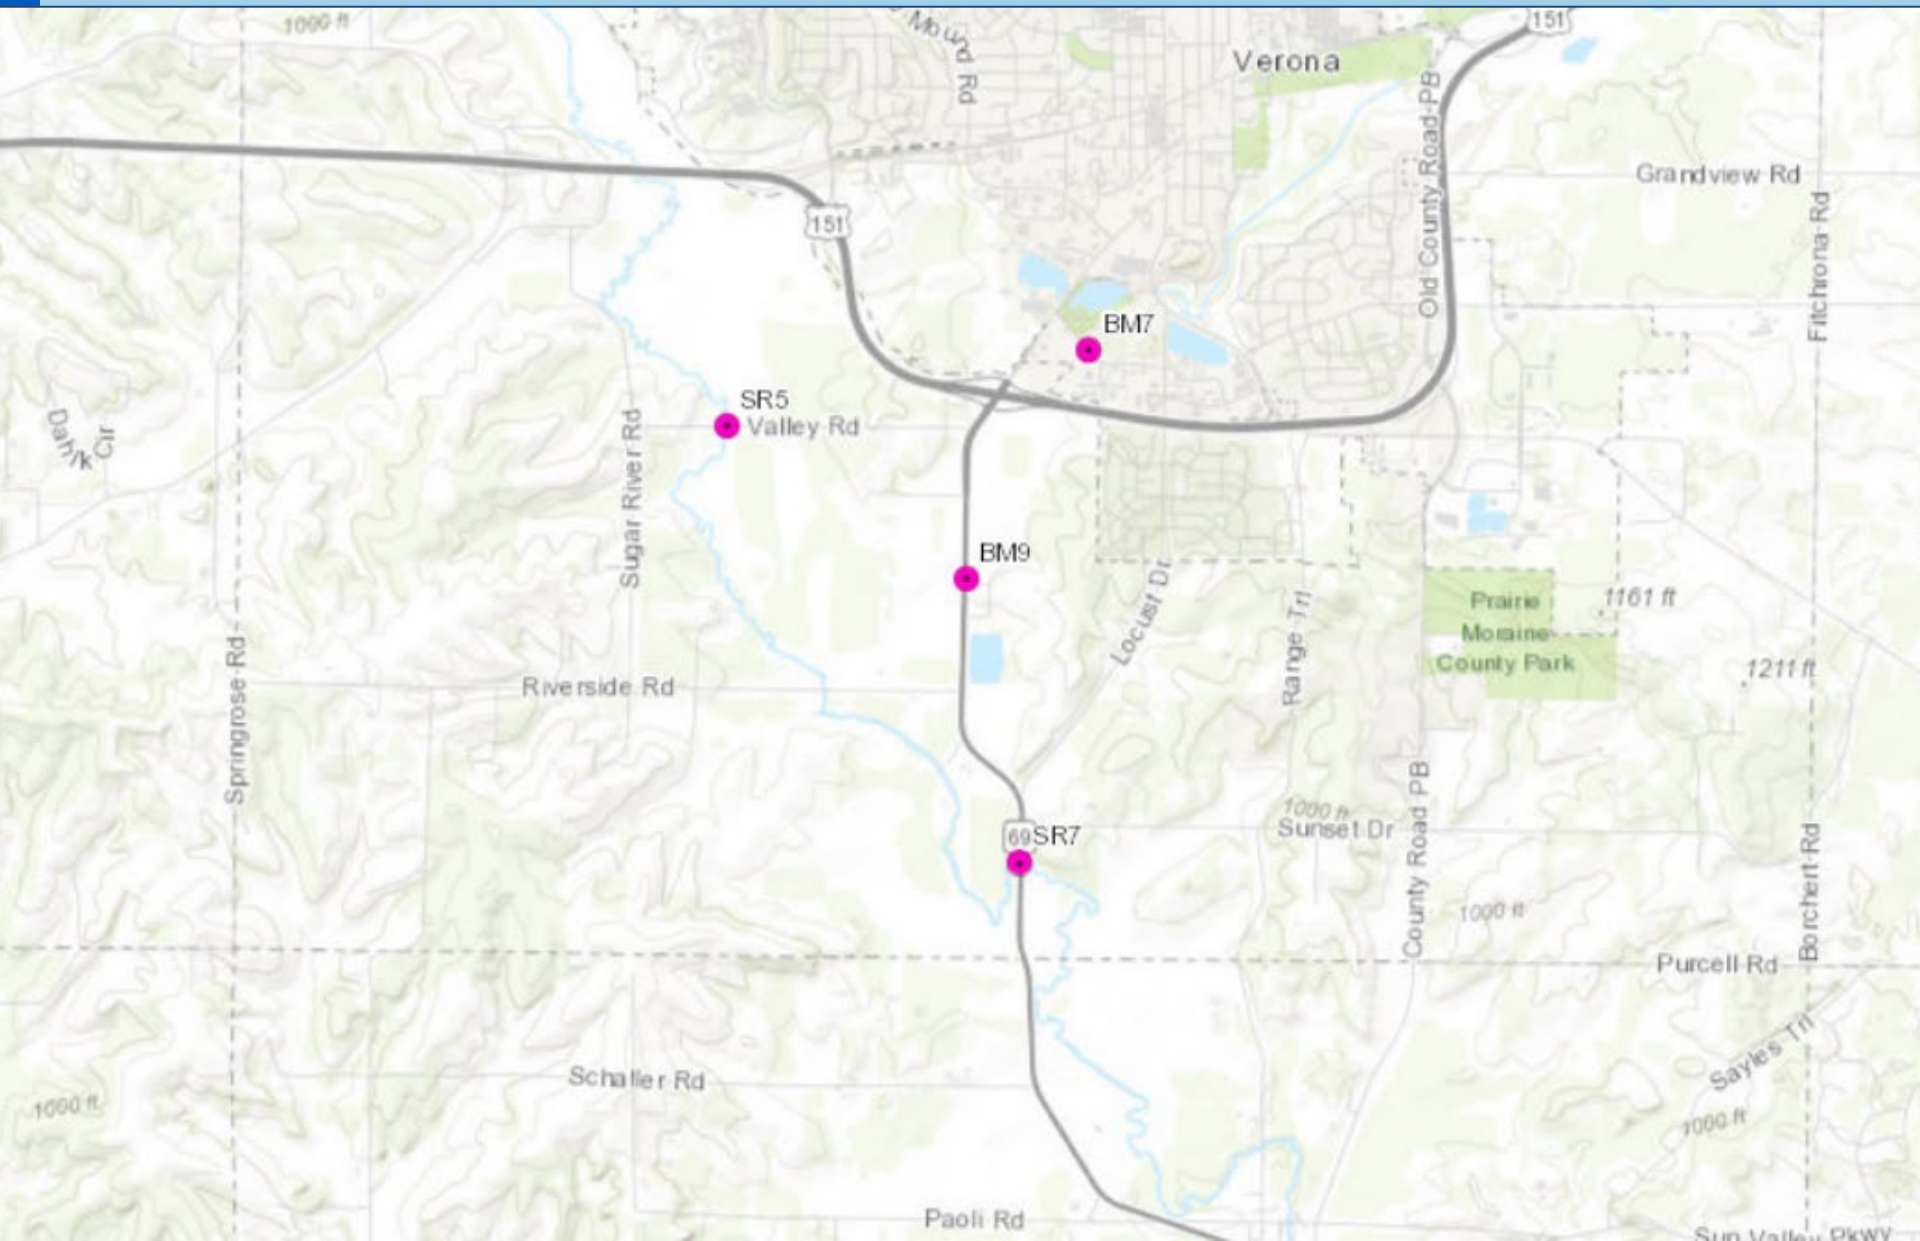 1000 ft
Mound Rd
Verona
151
Old County Road PB
Grandview Rd
Fitchrona Rd
151
BM7
SR5
Valley Rd
Dahlk Cir
Sugar River Rd
BM9
Locust Dr
Range Trl
Prairie
Moraine
County Park
1161 ft
1211 ft
Springrose Rd
Riverside Rd
69
SR7
1000 ft
Sunset Dr
County Road PB
Borchert Rd
1000 ft
Purcell Rd
Schaller Rd
Sayles Trl
1000 ft
1000 ft
Paoli Rd
Sun Valley Pkwy